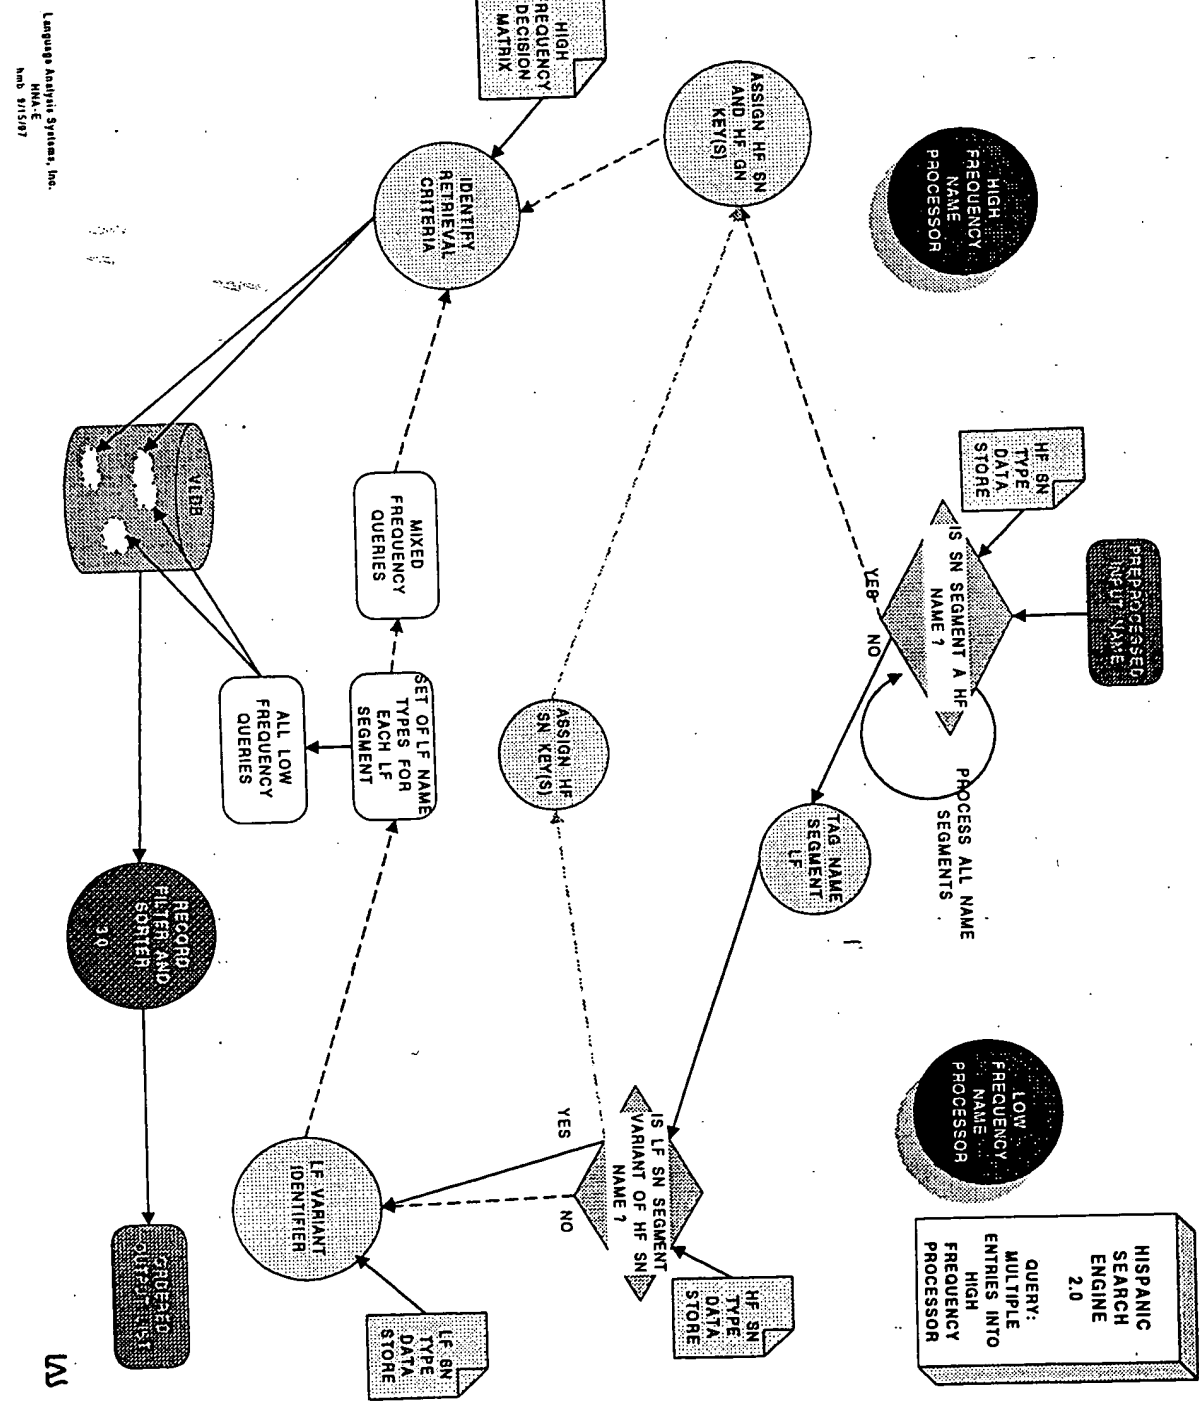 HISPANIC
SEARCH
ENGINE
2.0
QUERY:
MULTIPLE
ENTRIES INTO
HIGH
FREQUENCY
PROCESSOR
HIGH
FREQUENCY
NAME
PROCESSOR
LOW
FREQUENCY
NAME
PROCESSOR
PREPROCESSED
INPUT NAME
HF SN
TYPE
DATA
STORE
IS SN SEGMENT A HF
NAME ?
YES
NO
PROCESS ALL NAME
SEGMENTS
TAG NAME
SEGMENT
LF
ASSIGN HF SN
AND HF GN
KEY(S)
HF SN
TYPE
DATA
STORE
IS LF SN SEGMENT
VARIANT OF HF SN
NAME ?
YES
NO
ASSIGN HF
SN KEY(S)
HIGH
FREQUENCY
DECISION
MATRIX
IDENTIFY
RETRIEVAL
CRITERIA
MIXED
FREQUENCY
QUERIES
SET OF LF NAME
TYPES FOR
EACH LF
SEGMENT
LF SN
TYPE
DATA
STORE
LF VARIANT
IDENTIFIER
ALL LOW
FREQUENCY
QUERIES
VLDB
RECORD
FILTER AND
SORTER
3.0
ORDERED
OUTPUT LIST
Language Analysis Systems, Inc.
HNA-E
hmb 9/15/97